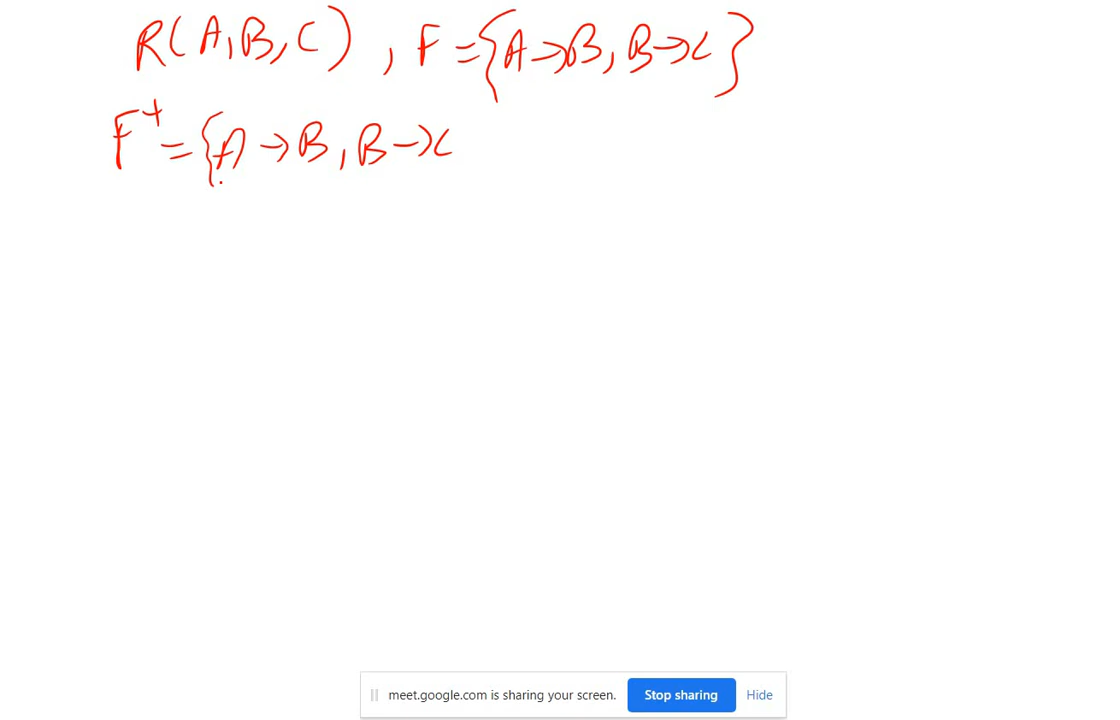 R(A,B,C) , F={A→B, B→C}
F⁺={A→B, B→C
meet.google.com is sharing your screen. Stop sharing Hide